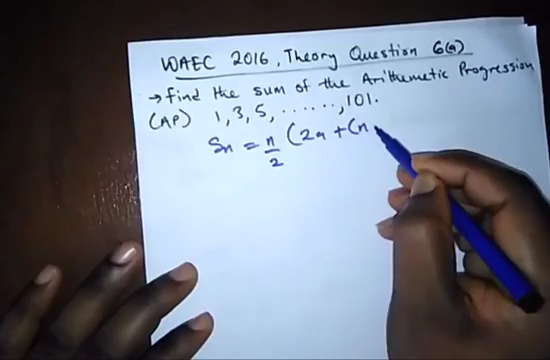 WAEC 2016, Theory Question 6(a)
→ Find the sum of the Arithemetic Progression
(AP) 1, 3, 5, ......, 101.
Sn = n/2 (2a + (n